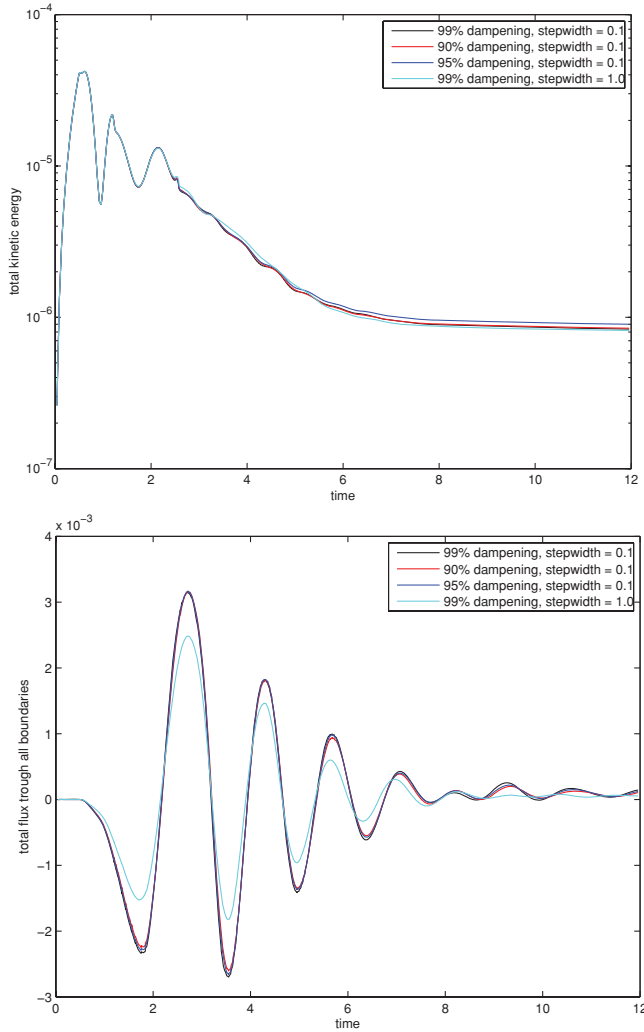 10⁻⁴
99% dampening, stepwidth = 0.1
90% dampening, stepwidth = 0.1
95% dampening, stepwidth = 0.1
99% dampening, stepwidth = 1.0
10⁻⁵
total kinetic energy
10⁻⁶
10⁻⁷
0 2 4 6 8 10 12
time
x 10⁻³
4
99% dampening, stepwidth = 0.1
90% dampening, stepwidth = 0.1
95% dampening, stepwidth = 0.1
99% dampening, stepwidth = 1.0
3
2
1
total flux trough all boundaries
0
−1
−2
−3
0 2 4 6 8 10 12
time